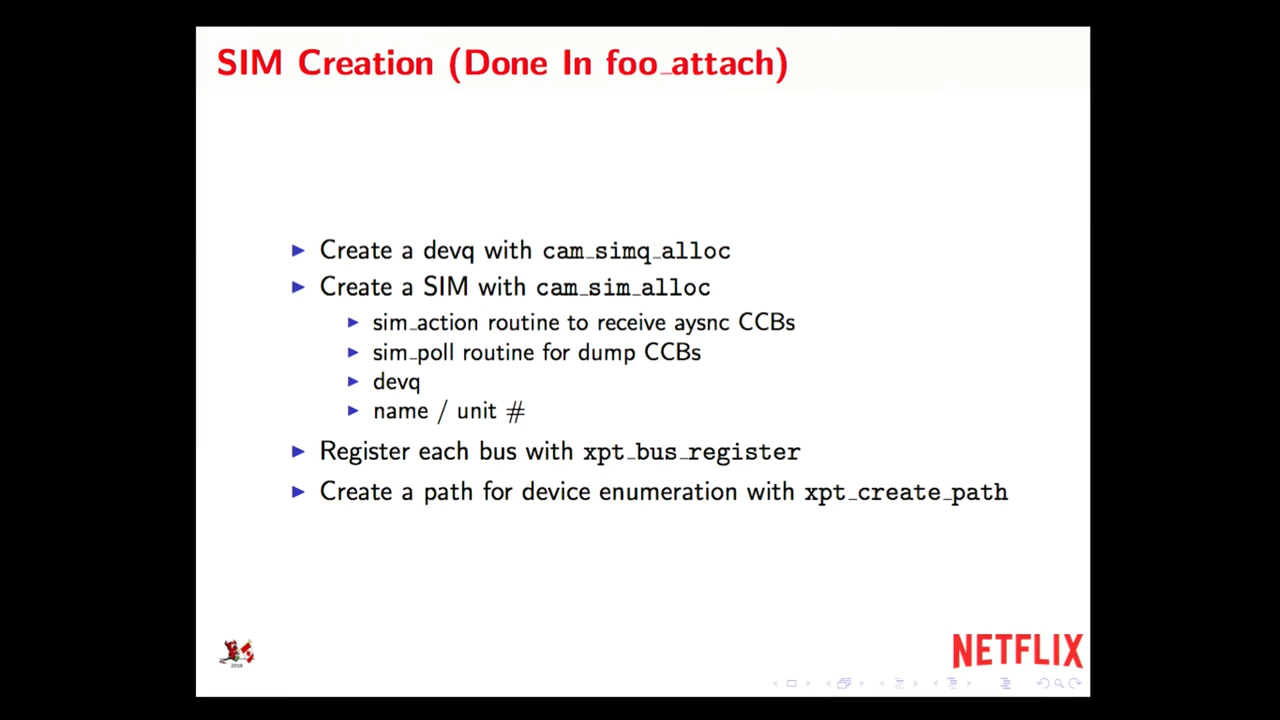 SIM Creation (Done In foo_attach)
Create a devq with cam_simq_alloc
Create a SIM with cam_sim_alloc
sim_action routine to receive aysnc CCBs
sim_poll routine for dump CCBs
devq
name / unit #
Register each bus with xpt_bus_register
Create a path for device enumeration with xpt_create_path
2016
NETFLIX